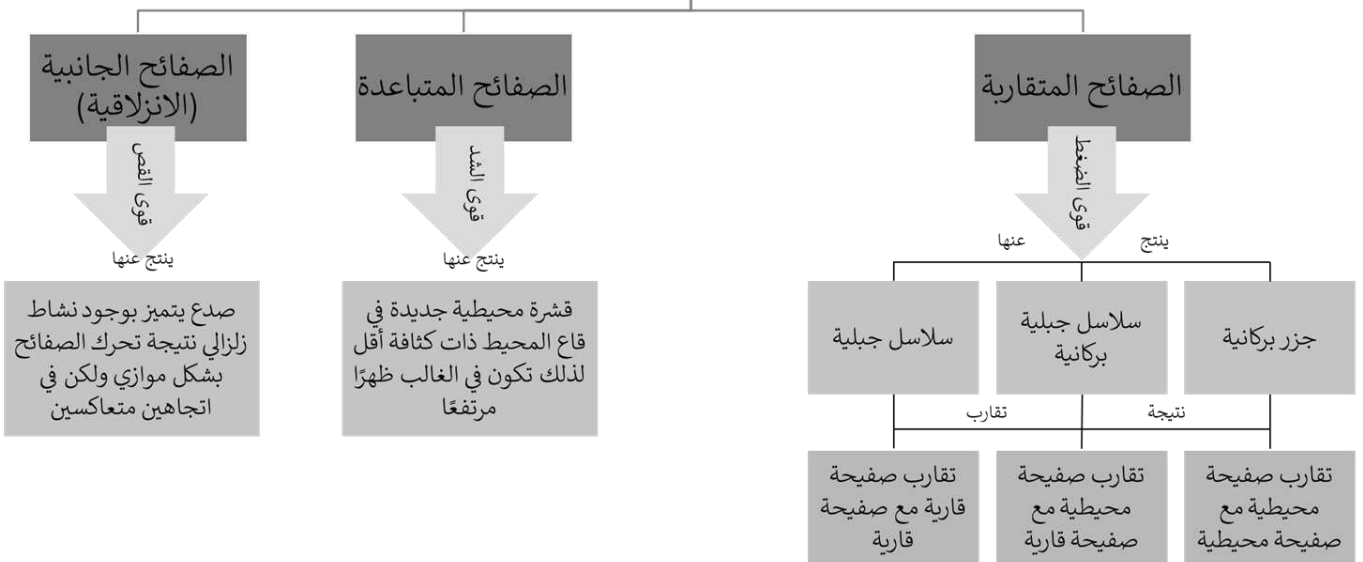 الصفائح المتقاربة
قوى الضغط
ينتج
عنها
جزر بركانية
سلاسل جبلية
بركانية
سلاسل جبلية
نتيجة
تقارب
تقارب صفيحة
محيطية مع
صفيحة محيطية
تقارب صفيحة
محيطية مع
صفيحة قارية
تقارب صفيحة
قارية مع صفيحة
قارية
الصفائح المتباعدة
قوى الشد
ينتج عنها
قشرة محيطية جديدة في
قاع المحيط ذات كثافة أقل
لذلك تكون في الغالب ظهرًا
مرتفعًا
الصفائح الجانبية
(الانزلاقية)
قوى القص
ينتج عنها
صدع يتميز بوجود نشاط
زلزالي نتيجة تحرك الصفائح
بشكل موازي ولكن في
اتجاهين متعاكسين